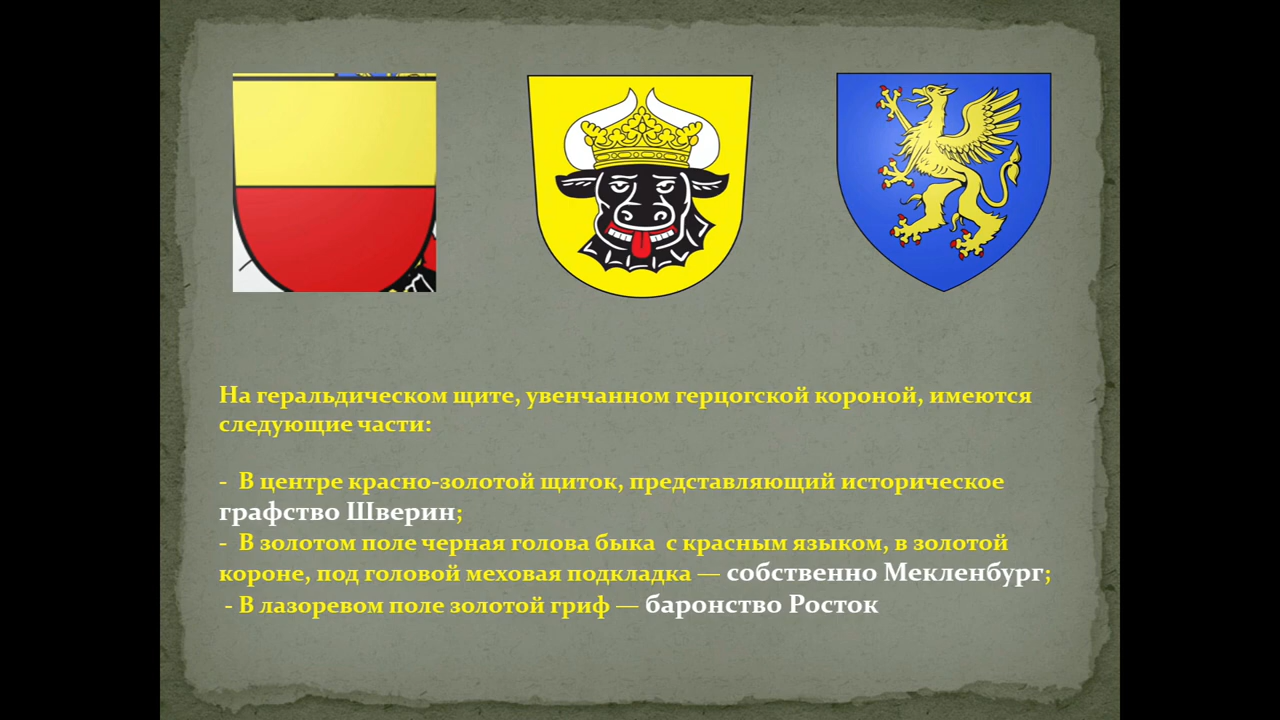 На геральдическом щите, увенчанном герцогской короной, имеются
следующие части:
- В центре красно-золотой щиток, представляющий историческое
графство Шверин;
- В золотом поле черная голова быка с красным языком, в золотой
короне, под головой меховая подкладка — собственно Мекленбург;
- В лазоревом поле золотой гриф — баронство Росток